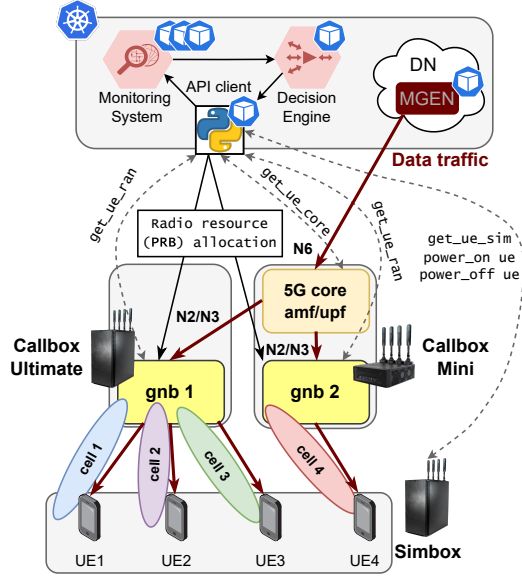 API client
Monitoring
System
Decision
Engine
DN
MGEN
Data traffic
get_ue_ran
get_ue_core
get_ue_ran
Radio resource
(PRB) allocation
N6
get_ue_sim
power_on ue
power_off ue
5G core
amf/upf
N2/N3
N2/N3
Callbox
Ultimate
Callbox
Mini
gnb 1
gnb 2
cell 1
cell 2
cell 3
cell 4
UE1
UE2
UE3
UE4
Simbox